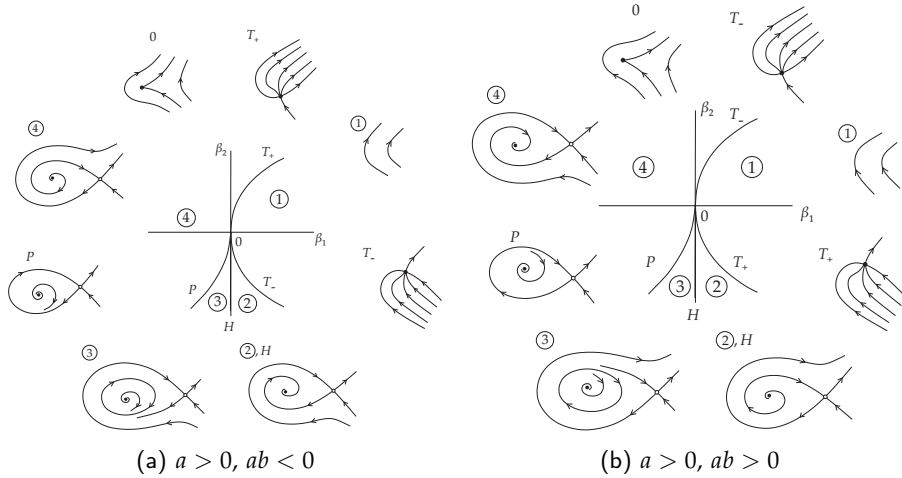 0
T₊
④
①
β₂
T₊
①
④
0
β₁
P
T₋
P
③
②
T₋
H
③
②, H
(a) a > 0, ab < 0
0
T₋
④
β₂
T₋
①
④
①
0
β₁
P
T₊
P
③
②
T₊
H
③
②, H
(b) a > 0, ab > 0